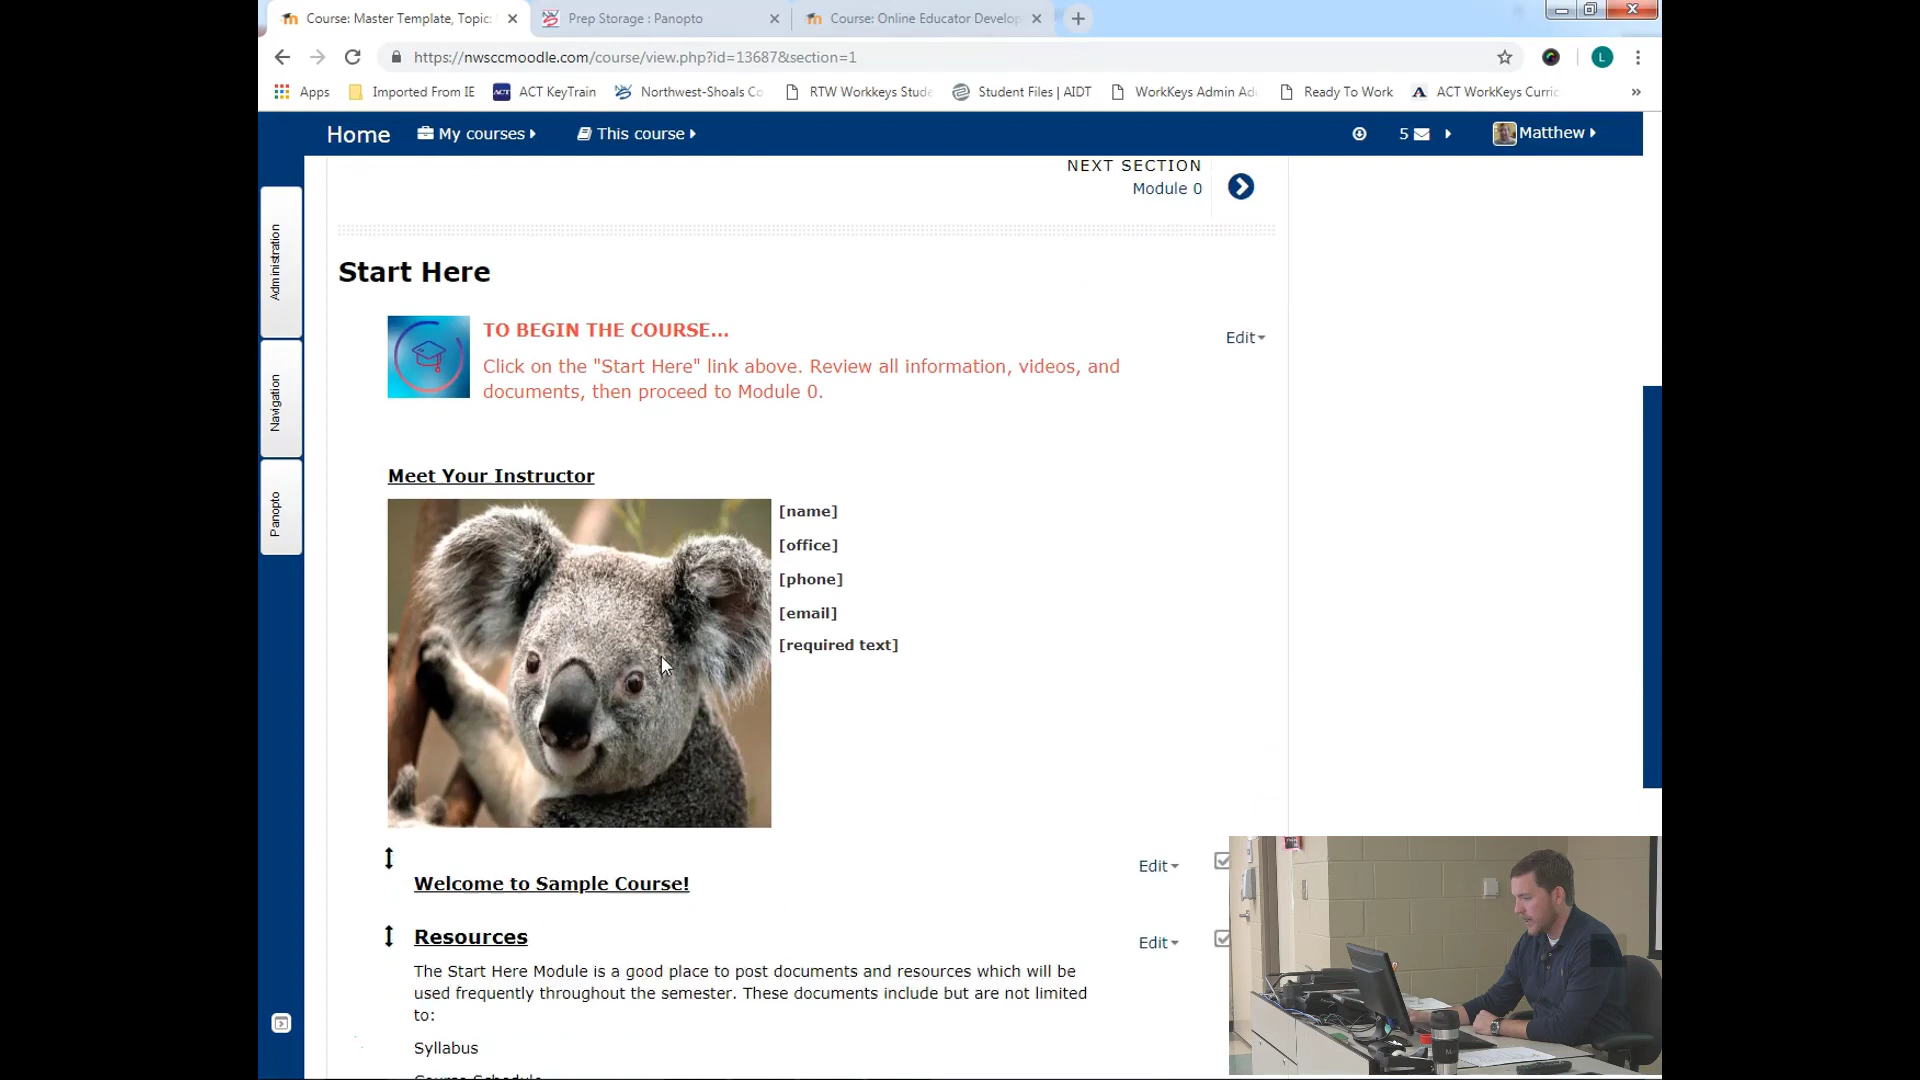 Course: Master Template, Topic:
Prep Storage : Panopto
Course: Online Educator Develop
https://nwsccmoodle.com/course/view.php?id=13687&section=1
L
Apps
Imported From IE
ACT
ACT KeyTrain
Northwest-Shoals Co
RTW Workkeys Stude
Student Files | AIDT
WorkKeys Admin Ad
Ready To Work
ACT WorkKeys Curric
Home
My courses
This course
5
Matthew
Administration
Navigation
Panopto
NEXT SECTION
Module 0
Start Here
TO BEGIN THE COURSE...
Edit
Click on the "Start Here" link above. Review all information, videos, and
documents, then proceed to Module 0.
Meet Your Instructor
[name]
[office]
[phone]
[email]
[required text]
Edit
Welcome to Sample Course!
Resources
Edit
The Start Here Module is a good place to post documents and resources which will be
used frequently throughout the semester. These documents include but are not limited
to:
Syllabus
Course Schedule